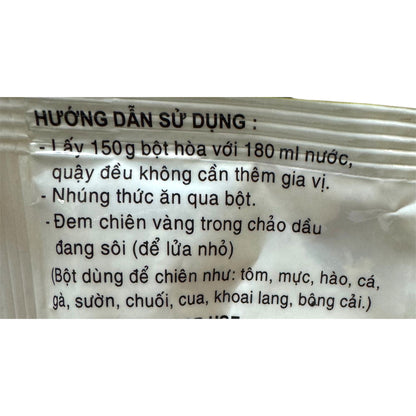 HƯỚNG DẪN SỬ DỤNG :
- Lấy 150g bột hòa với 180 ml nước,
quậy đều không cần thêm gia vị.
- Nhúng thức ăn qua bột.
- Đem chiên vàng trong chảo dầu
đang sôi (để lửa nhỏ)
(Bột dùng để chiên như: tôm, mực, hào, cá,
gà, sườn, chuối, cua, khoai lang, bông cải.)